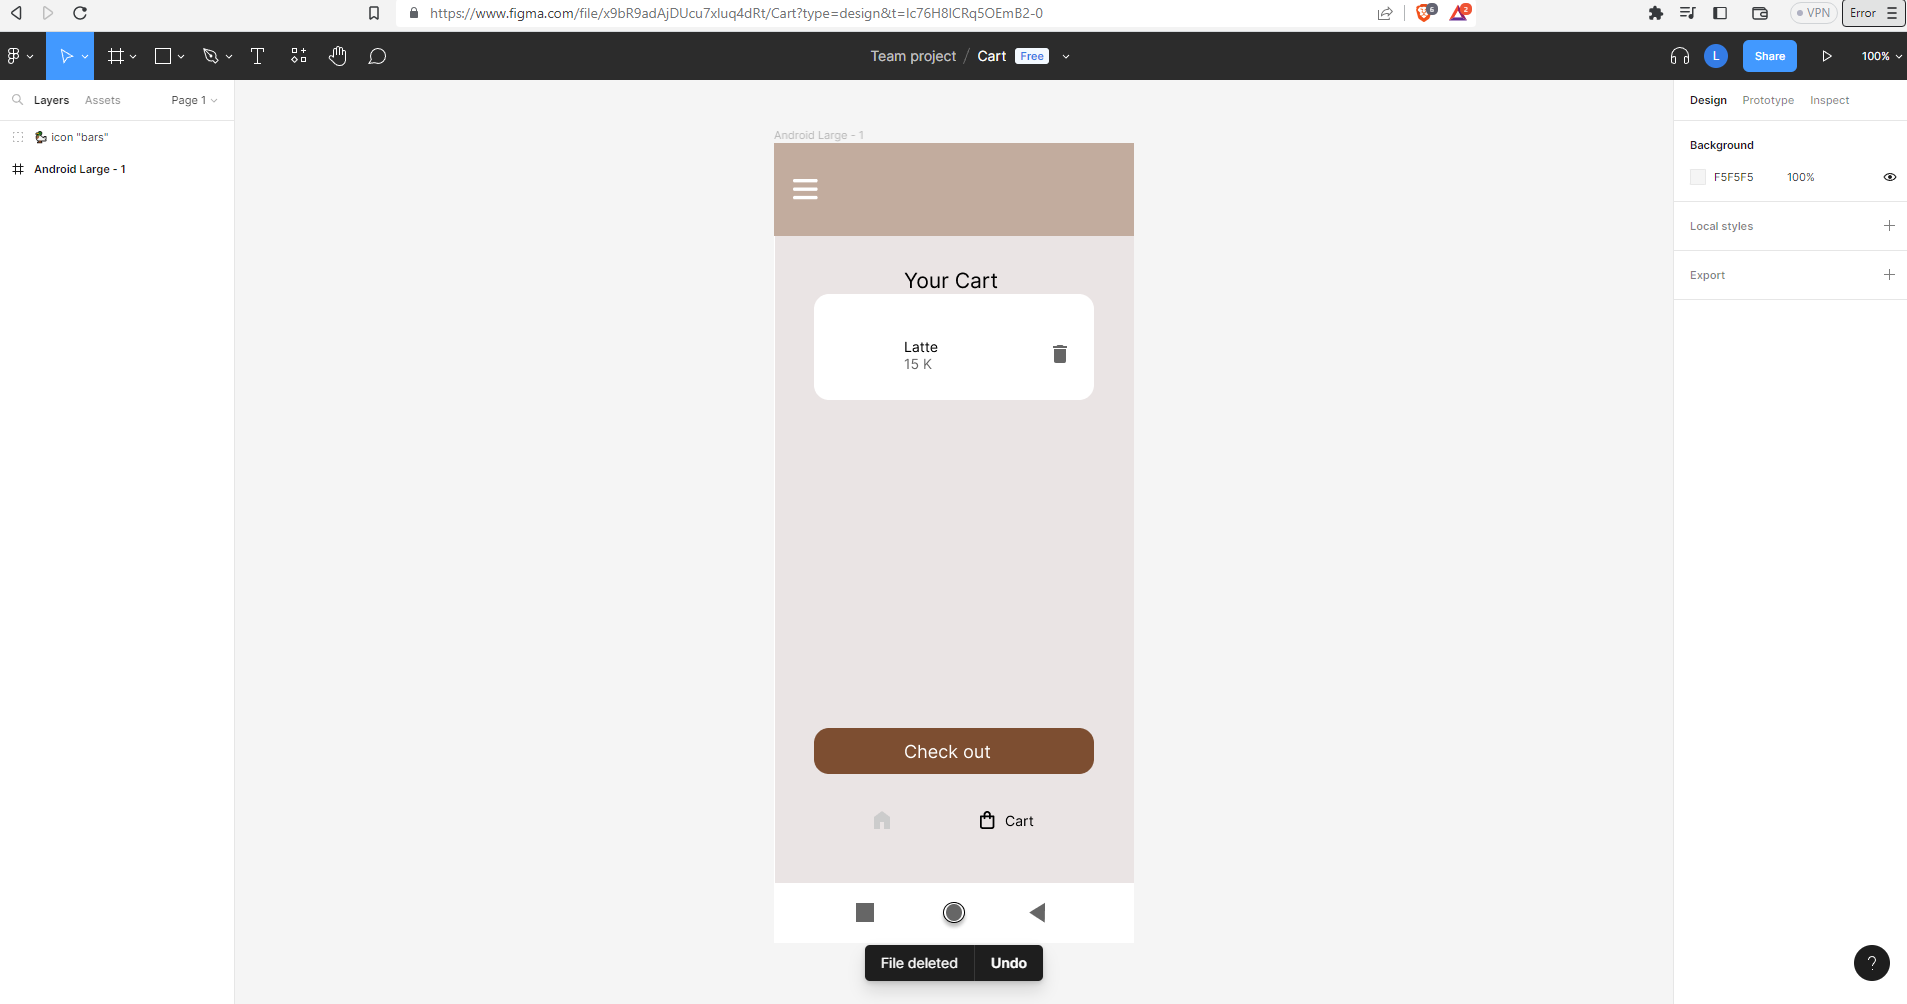 https://www.figma.com/file/x9bR9adAjDUcu7xluq4dRt/Cart?type=design&t=Ic76H8ICRq5OEmB2-0
6
2
VPN
Error
Team project / Cart Free
L
Share
100%
Layers Assets Page 1
icon "bars"
Android Large - 1
Android Large - 1
Your Cart
Latte
15 K
Check out
Cart
File deleted Undo
Design Prototype Inspect
Background
F5F5F5 100%
Local styles
Export
?